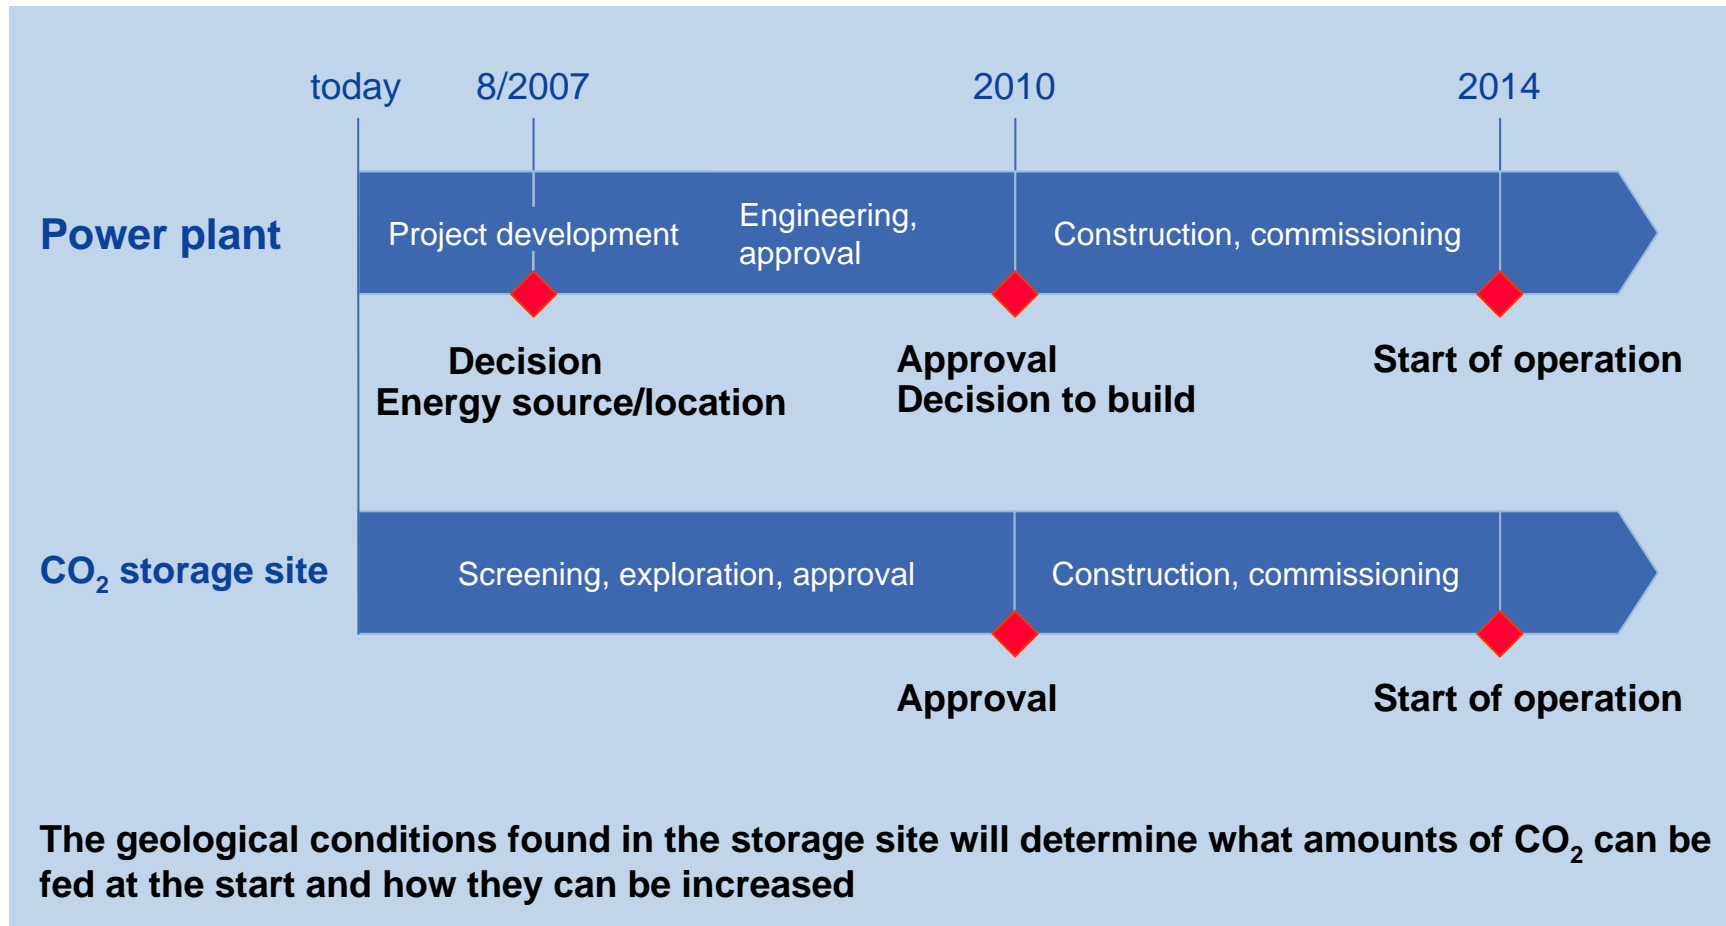 today 8/2007 2010 2014
Power plant
Project development
Engineering,
approval
Construction, commissioning
Decision
Energy source/location
Approval
Decision to build
Start of operation
CO₂ storage site
Screening, exploration, approval
Construction, commissioning
Approval
Start of operation
The geological conditions found in the storage site will determine what amounts of CO₂ can be
fed at the start and how they can be increased